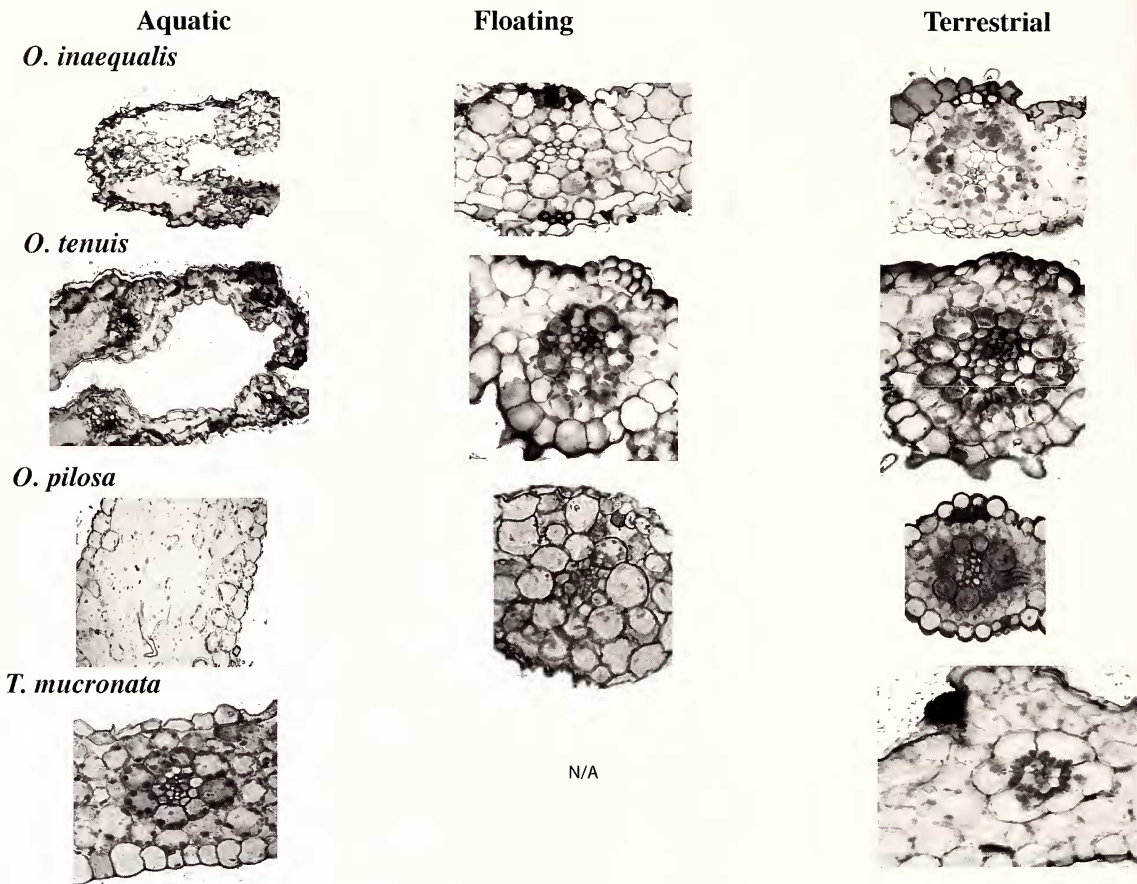 Aquatic Floating Terrestrial
O. inaequalis
O. tenuis
O. pilosa
T. mucronata
N/A